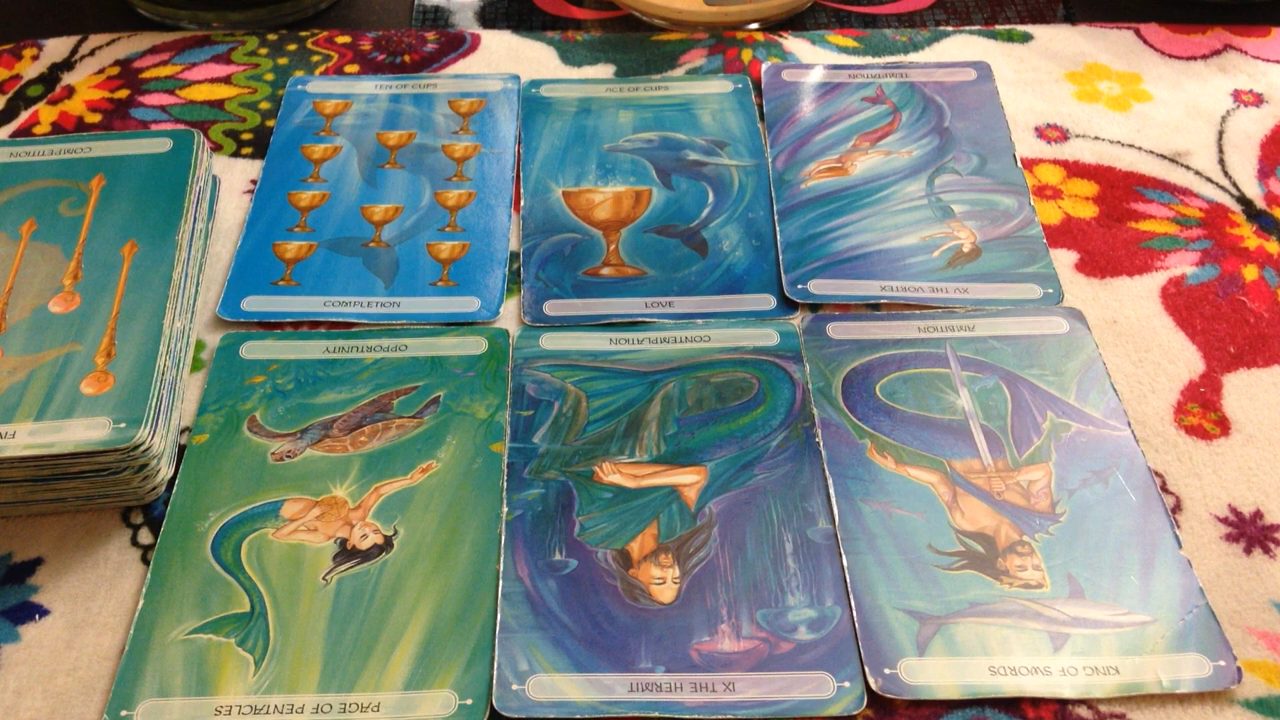 TEN OF CUPS
ACE OF CUPS
TEMPTATION
COMPETITION
COMPLETION
LOVE
XV THE VORTEX
OPPORTUNITY
CONTEMPLATION
AMBITION
FIV
PAGE OF PENTACLES
IX THE HERMIT
KING OF SWORDS